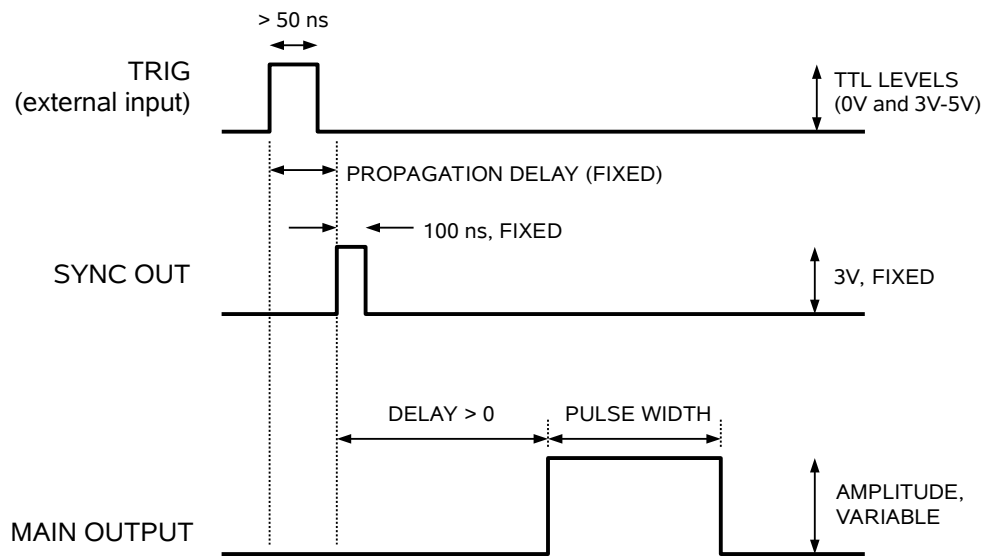 > 50 ns
TRIG
(external input)
TTL LEVELS
(0V and 3V-5V)
PROPAGATION DELAY (FIXED)
100 ns, FIXED
SYNC OUT
3V, FIXED
DELAY > 0
PULSE WIDTH
AMPLITUDE,
VARIABLE
MAIN OUTPUT